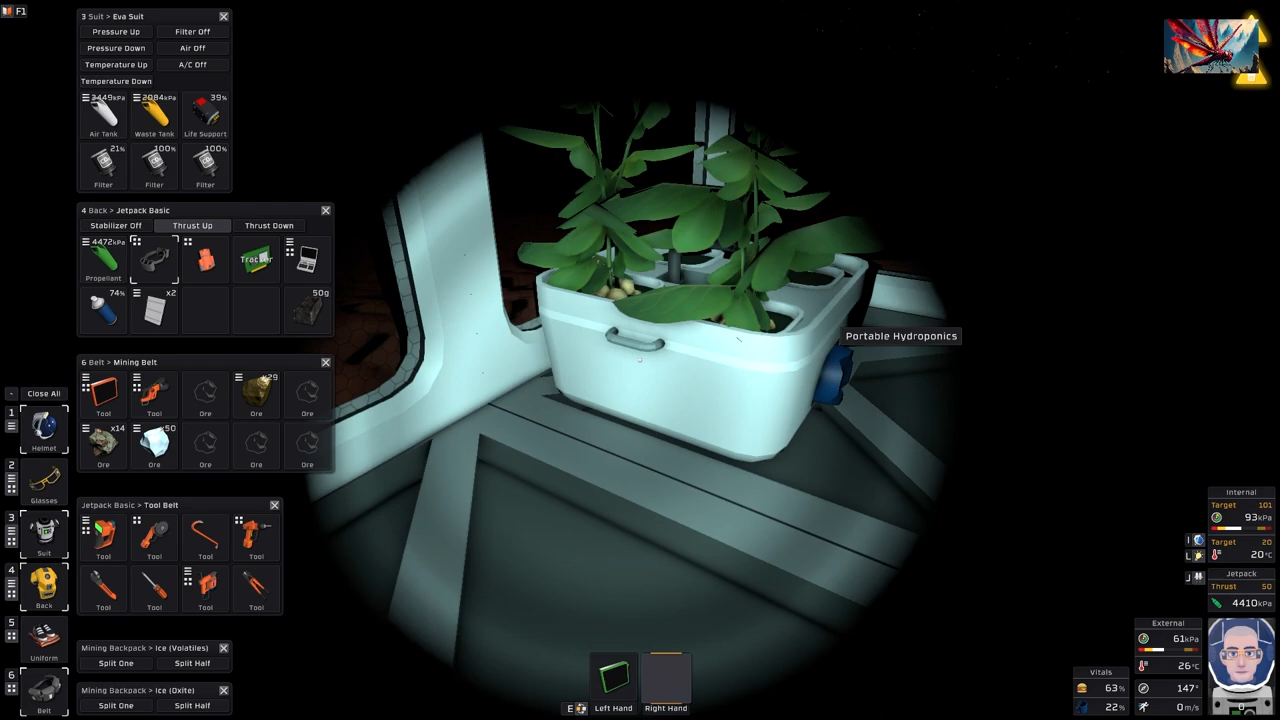 F1
3 Suit > Eva Suit
Pressure Up
Filter Off
Pressure Down
Air Off
Temperature Up
A/C Off
Temperature Down
3449kPa
2084kPa
39%
Air Tank
Waste Tank
Life Support
21%
100%
100%
Filter
Filter
Filter
4 Back > Jetpack Basic
Stabilizer Off
Thrust Up
Thrust Down
4472kPa
Tracker
Propellant
74%
x2
50g
6 Belt > Mining Belt
x29
Tool
Tool
Ore
Ore
Ore
x14
x50
Ore
Ore
Ore
Ore
Ore
Jetpack Basic > Tool Belt
Tool
Tool
Tool
Tool
Tool
Tool
Tool
Tool
Mining Backpack > Ice (Volatiles)
Split One
Split Half
Mining Backpack > Ice (Oxite)
Split One
Split Half
-
Close All
1
Helmet
2
Glasses
3
Suit
4
Back
5
Uniform
6
Belt
Portable Hydroponics
E
Left Hand
Right Hand
Internal
Target 101
93kPa
Target 20
I
L
20°C
J
Jetpack
Thrust 50
4410kPa
External
61kPa
26°C
147°
0m/s
Vitals
63%
22%
0